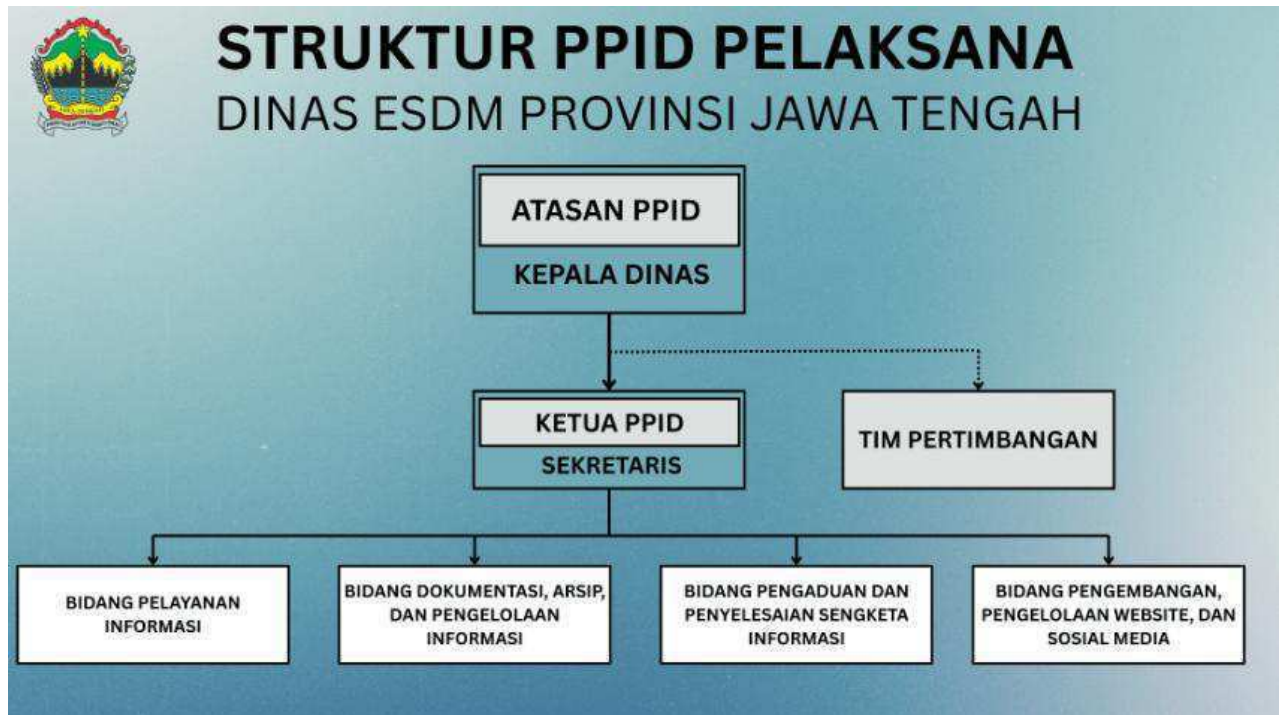 STRUKTUR PPID PELAKSANA
DINAS ESDM PROVINSI JAWA TENGAH
ATASAN PPID
KEPALA DINAS
KETUA PPID
SEKRETARIS
TIM PERTIMBANGAN
BIDANG PELAYANAN
INFORMASI
BIDANG DOKUMENTASI, ARSIP,
DAN PENGELOLAAN
INFORMASI
BIDANG PENGADUAN DAN
PENYELESAIAN SENGKETA
INFORMASI
BIDANG PENGEMBANGAN,
PENGELOLAAN WEBSITE, DAN
SOSIAL MEDIA